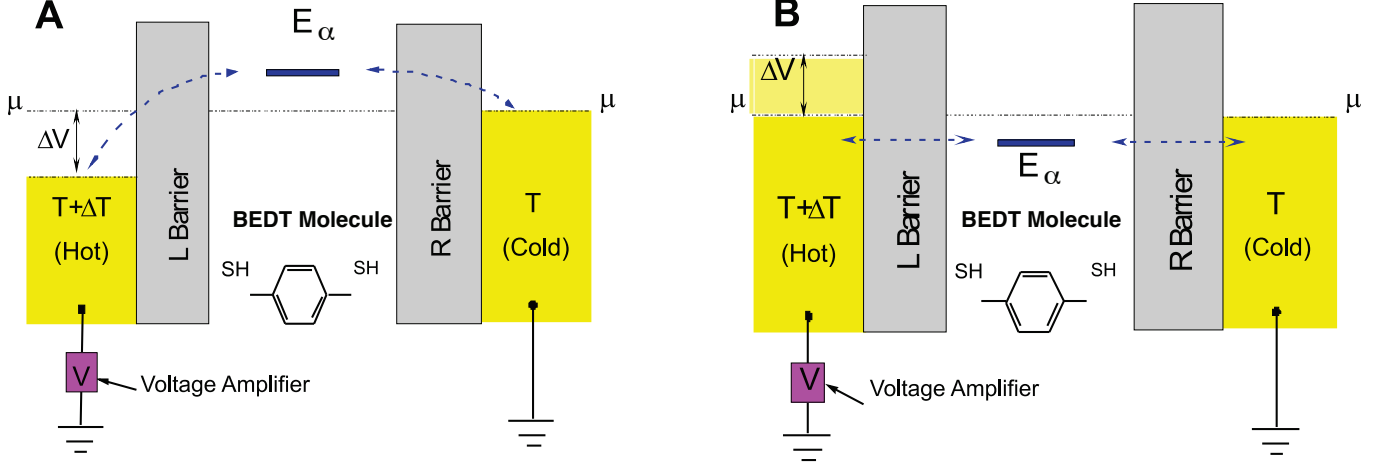 A
E α
μ
μ
ΔV
T+ΔT
(Hot)
L Barrier
BEDT Molecule
SH
SH
R Barrier
T
(Cold)
V
Voltage Amplifier
B
ΔV
μ
μ
E α
T+ΔT
(Hot)
L Barrier
BEDT Molecule
SH
SH
R Barrier
T
(Cold)
V
Voltage Amplifier